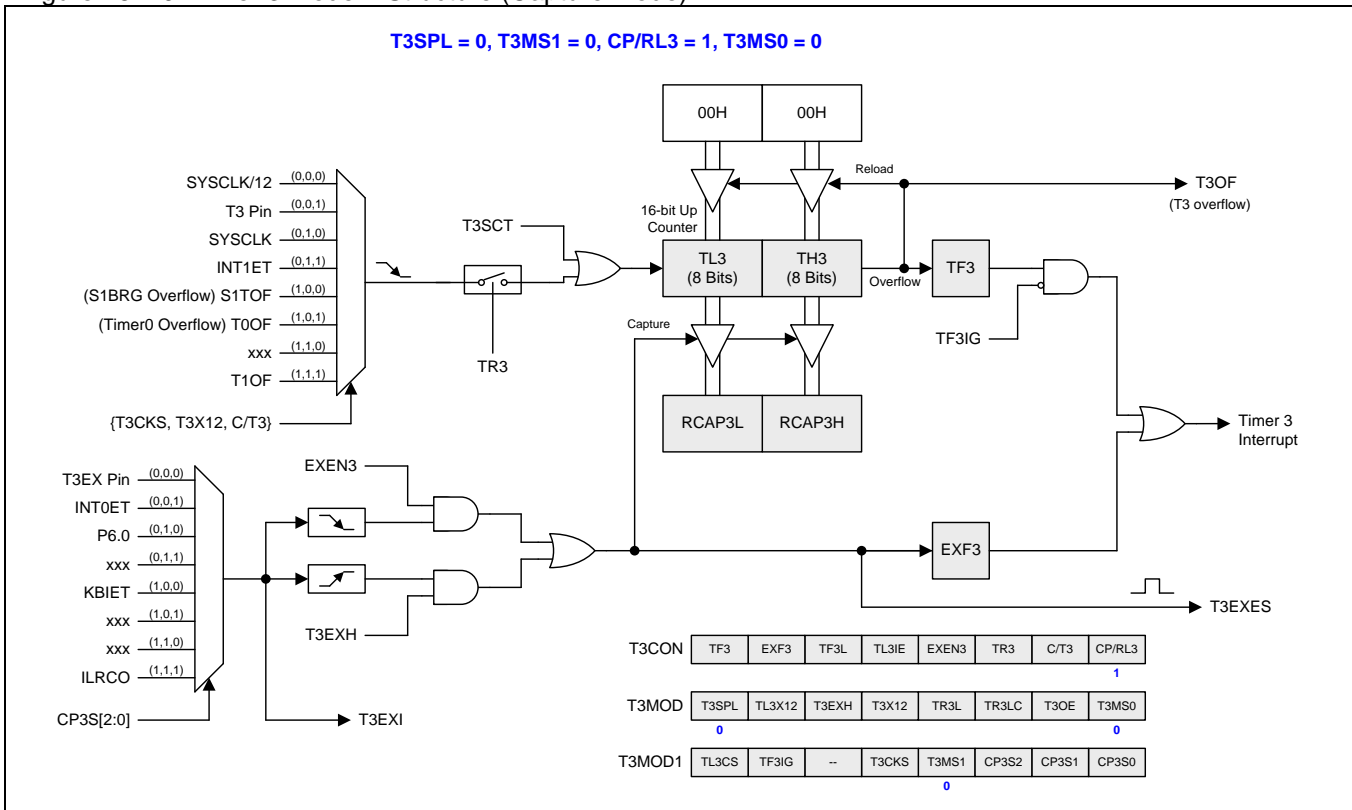 T3SPL = 0, T3MS1 = 0, CP/RL3 = 1, T3MS0 = 0
00H 00H
Reload
T3OF
(T3 overflow)
16-bit Up
Counter
SYSCLK/12 (0,0,0)
T3 Pin (0,0,1)
SYSCLK (0,1,0)
INT1ET (0,1,1)
(S1BRG Overflow) S1TOF (1,0,0)
(Timer0 Overflow) T0OF (1,0,1)
xxx (1,1,0)
T1OF (1,1,1)
{T3CKS, T3X12, C/T3}
T3SCT
TR3
TL3
(8 Bits)
TH3
(8 Bits)
Overflow
TF3
TF3IG
Capture
RCAP3L RCAP3H
Timer 3
Interrupt
T3EX Pin (0,0,0)
INT0ET (0,0,1)
P6.0 (0,1,0)
xxx (0,1,1)
KBIET (1,0,0)
xxx (1,0,1)
xxx (1,1,0)
ILRCO (1,1,1)
CP3S[2:0]
EXEN3
T3EXH
T3EXI
EXF3
T3EXES
T3CON TF3 EXF3 TF3L TL3IE EXEN3 TR3 C/T3 CP/RL3
1
T3MOD T3SPL TL3X12 T3EXH T3X12 TR3L TR3LC T3OE T3MS0
0 0
T3MOD1 TL3CS TF3IG -- T3CKS T3MS1 CP3S2 CP3S1 CP3S0
0